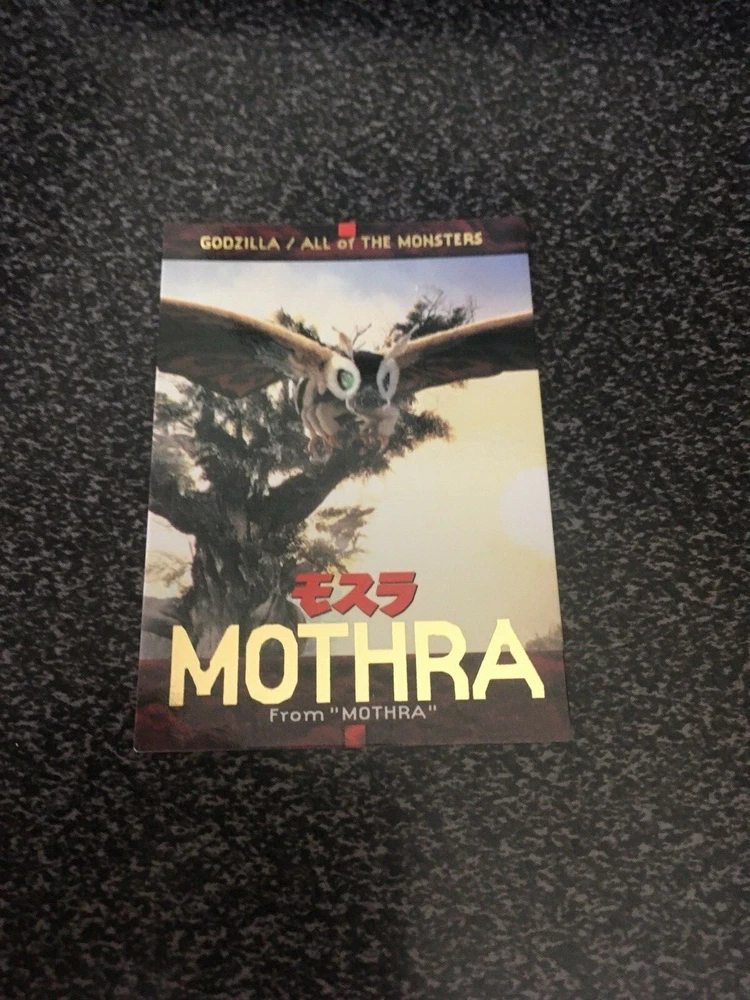 GODZILLA / ALL of THE MONSTERS
モスラ
MOTHRA
From "MOTHRA"